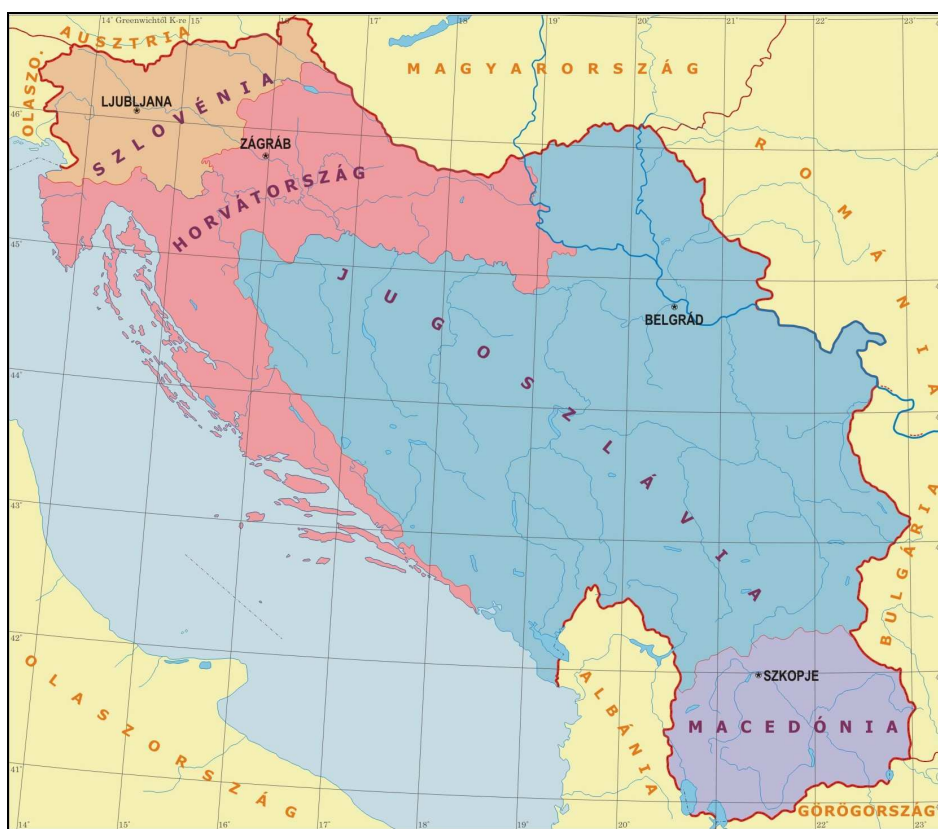 14° Greenwichtől K-re
15°
16°
17
18
19
20
21
22
23
AUSZTRIA
OLASZO.
MAGYARORSZÁG
LJUBLJANA
46
SZLOVÉNIA
ZÁGRÁB
ROMÁNIA
HORVÁTORSZÁG
45
JUGOSZLÁVIA
BELGRÁD
44
43
BULGÁRIA
42
OLASZORSZÁG
ALBÁNIA
SZKOPJE
MACEDÓNIA
41
GÖRÖGORSZÁG
14
15
16
17
18
19
20
21
22